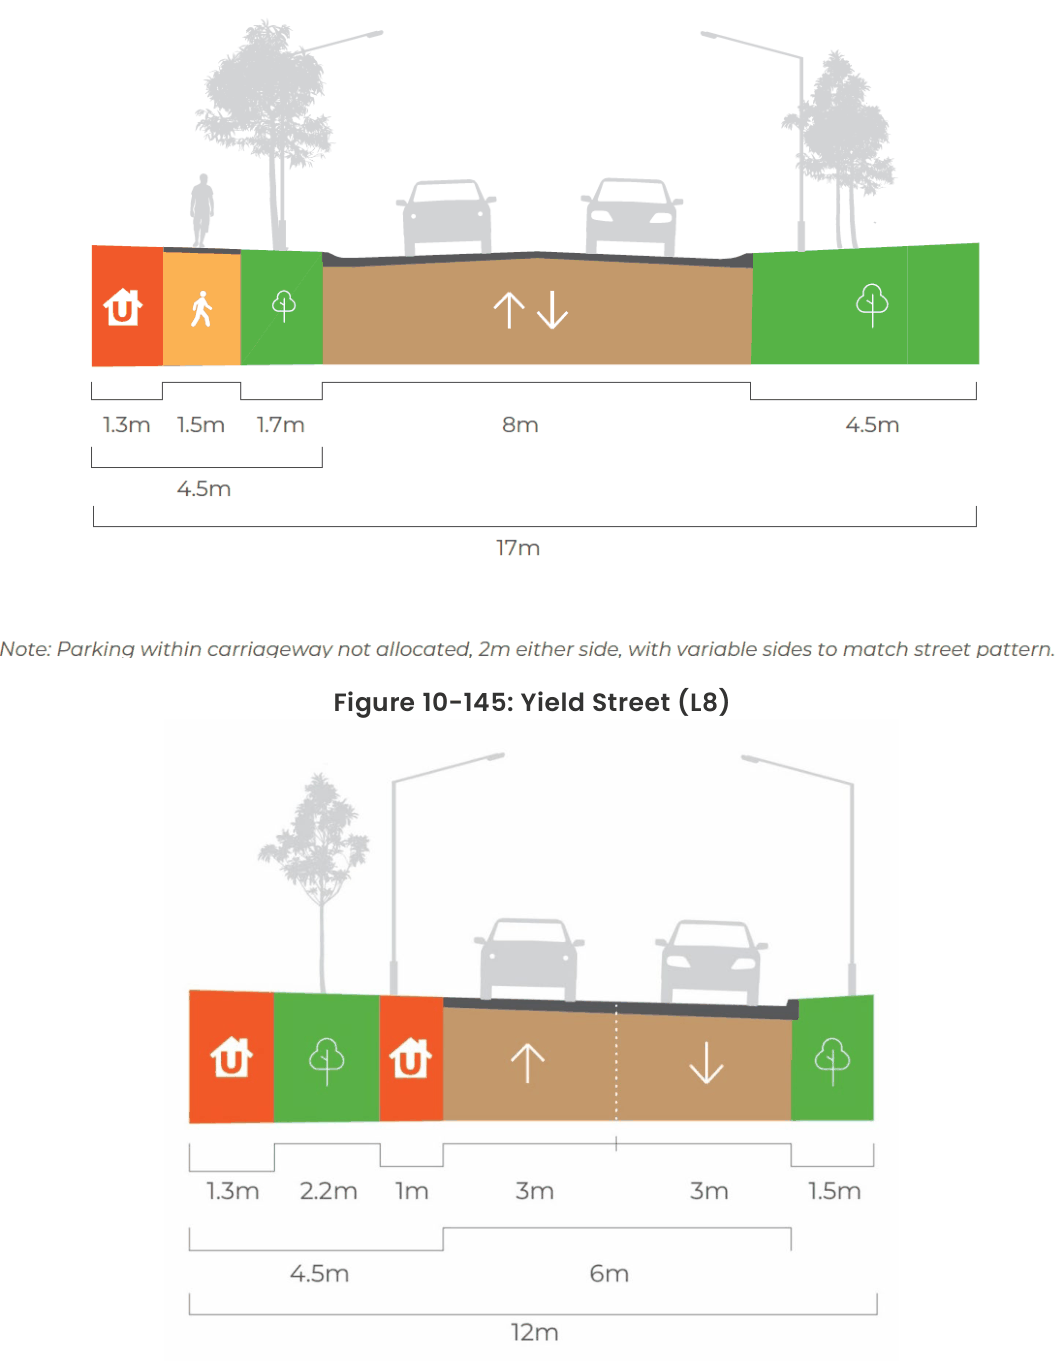 U
1.3m 1.5m 1.7m 8m 4.5m
4.5m
17m
Note: Parking within carriageway not allocated, 2m either side, with variable sides to match street pattern.
Figure 10-145: Yield Street (L8)
U U
1.3m 2.2m 1m 3m 3m 1.5m
4.5m 6m
12m